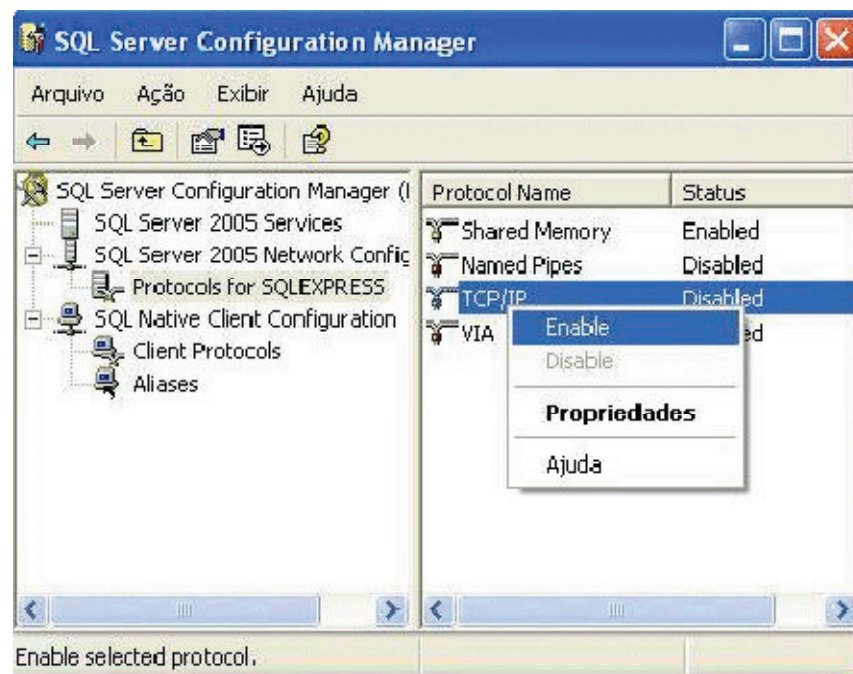 SQL Server Configuration Manager
Arquivo Ação Exibir Ajuda
SQL Server Configuration Manager (
Protocol Name Status
SQL Server 2005 Services
Shared Memory Enabled
SQL Server 2005 Network Config
Named Pipes Disabled
Protocols for SQLEXPRESS
TCP/IP Disabled
SQL Native Client Configuration
VIA ed
Client Protocols
Aliases
Enable
Disable
Propriedades
Ajuda
Enable selected protocol.